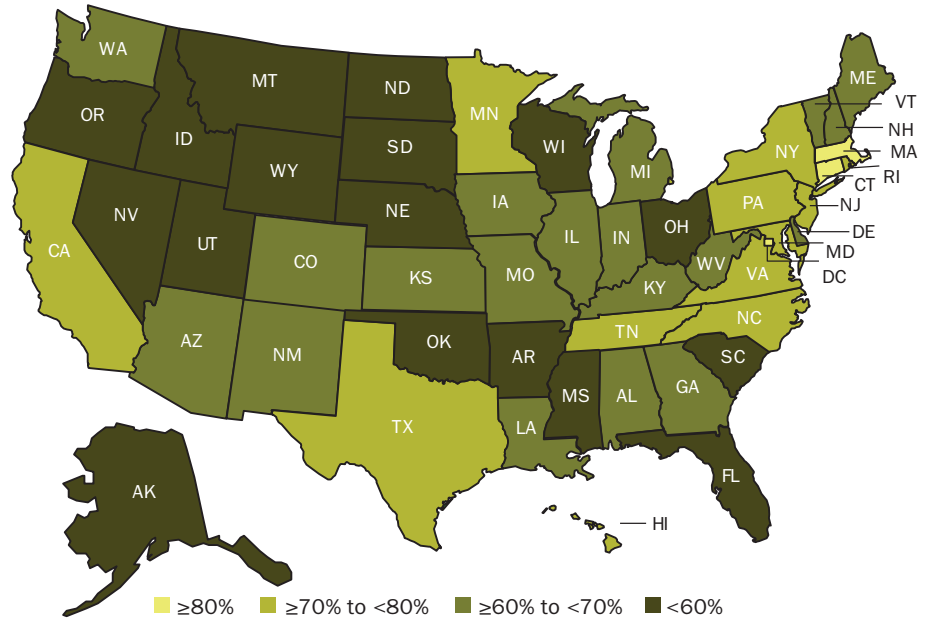 WA
ME
MT
ND
MN
VT
OR
NH
ID
SD
WI
NY
MA
WY
MI
RI
CT
IA
PA
NJ
NE
NV
OH
DE
UT
IL
IN
CA
CO
WV
MD
KS
MO
VA
DC
KY
NC
TN
AZ
OK
NM
AR
SC
MS
AL
GA
TX
LA
FL
AK
HI
≥80% ≥70% to <80% ≥60% to <70% <60%